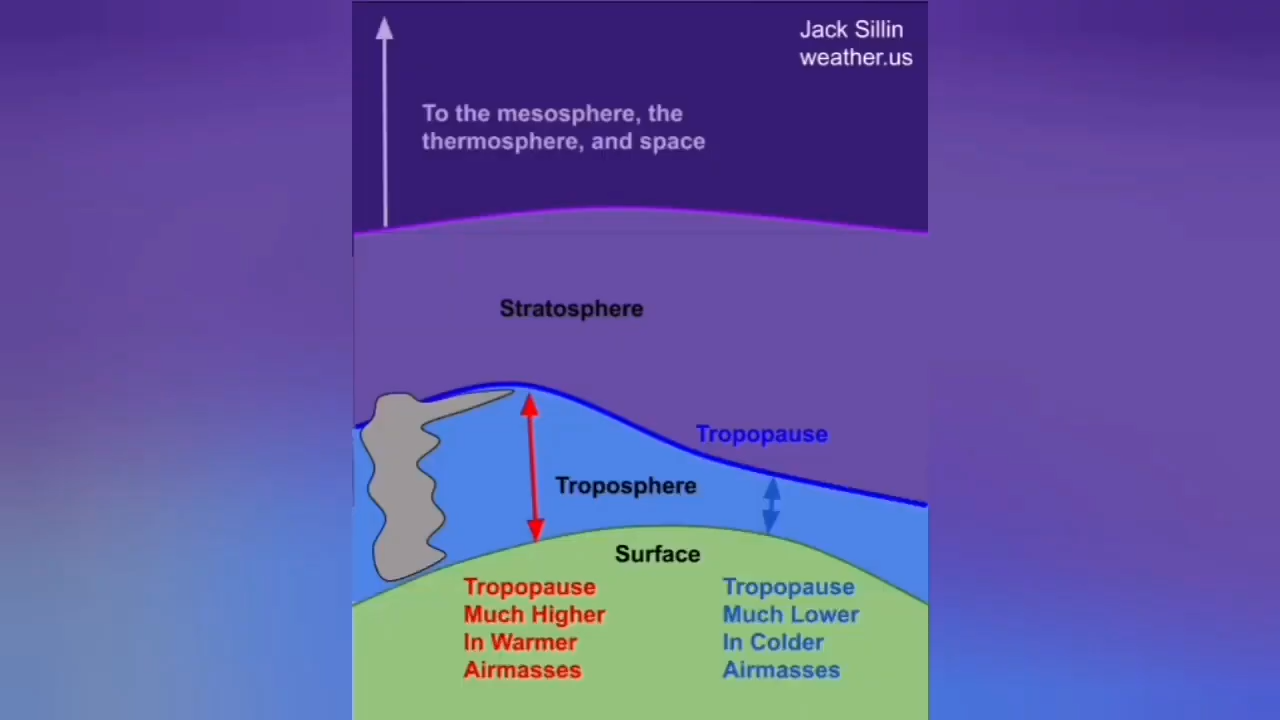 Jack Sillin
weather.us
To the mesosphere, the
thermosphere, and space
Stratosphere
Tropopause
Troposphere
Surface
Tropopause
Much Higher
In Warmer
Airmasses
Tropopause
Much Lower
In Colder
Airmasses